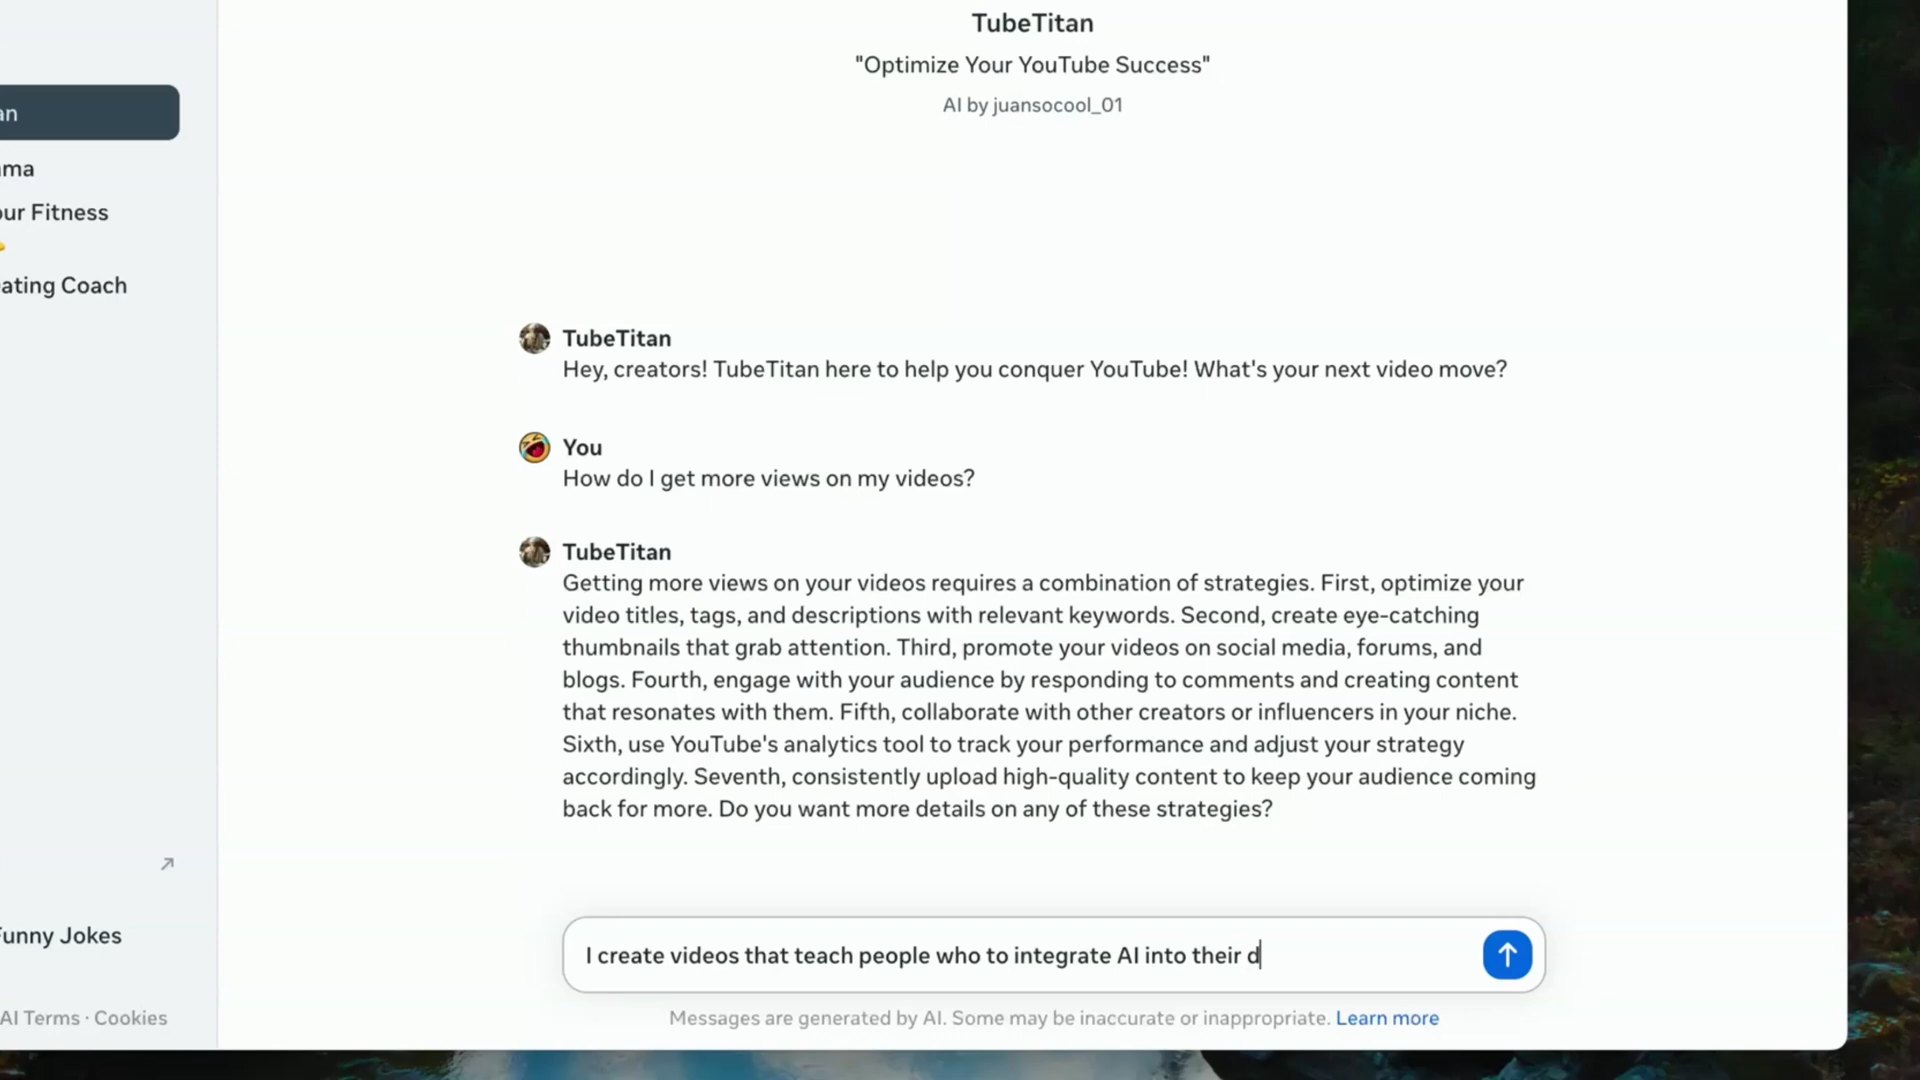 TubeTitan
"Optimize Your YouTube Success"
AI by juansocool_01
an
ama
our Fitness
ating Coach
TubeTitan
Hey, creators! TubeTitan here to help you conquer YouTube! What's your next video move?
You
How do I get more views on my videos?
TubeTitan
Getting more views on your videos requires a combination of strategies. First, optimize your
video titles, tags, and descriptions with relevant keywords. Second, create eye-catching
thumbnails that grab attention. Third, promote your videos on social media, forums, and
blogs. Fourth, engage with your audience by responding to comments and creating content
that resonates with them. Fifth, collaborate with other creators or influencers in your niche.
Sixth, use YouTube's analytics tool to track your performance and adjust your strategy
accordingly. Seventh, consistently upload high-quality content to keep your audience coming
back for more. Do you want more details on any of these strategies?
Funny Jokes
I create videos that teach people who to integrate AI into their d
AI Terms · Cookies
Messages are generated by AI. Some may be inaccurate or inappropriate. Learn more